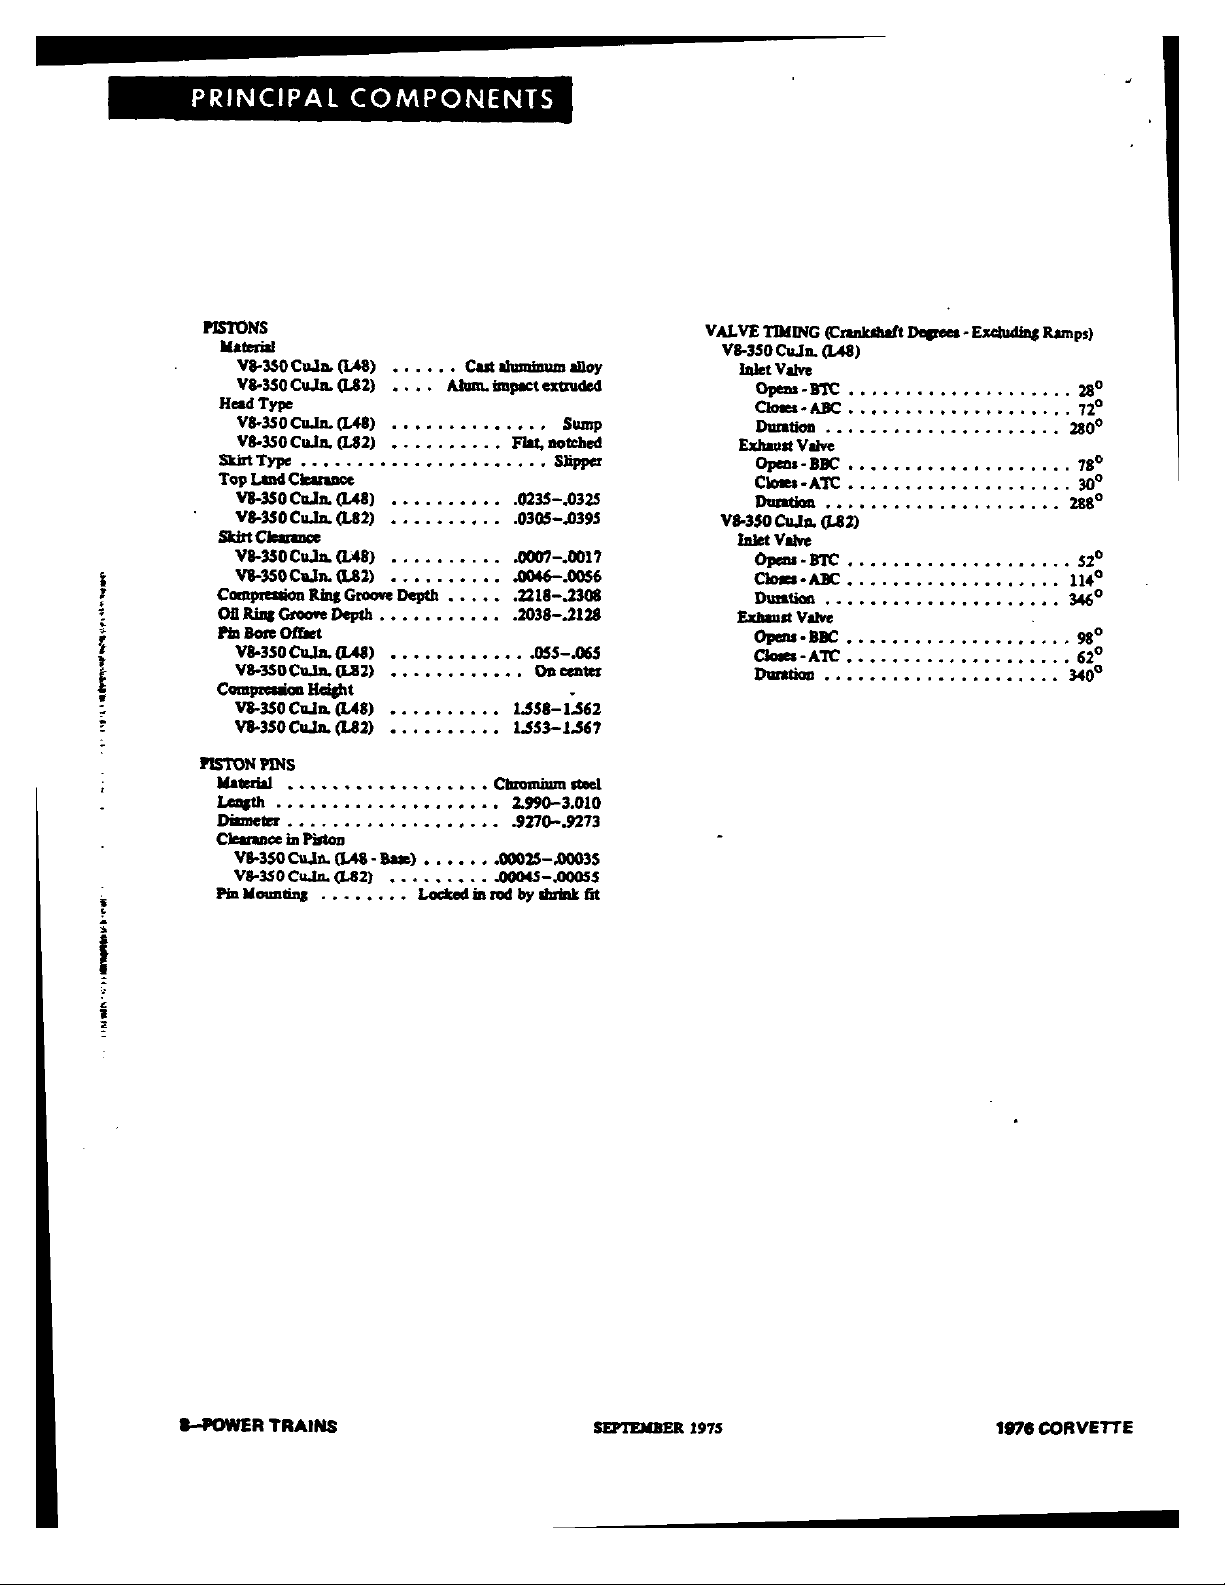 PRINCIPAL COMPONENTS
PISTONS
Material
V8-350 Cu.In. (L48) . . . . . . Cast aluminum alloy
V8-350 Cu.In. (L82) . . . . Alum. impact extruded
Head Type
V8-350 Cu.In. (L48) . . . . . . . . . . . . . . Sump
V8-350 Cu.In. (L82) . . . . . . . . . . Flat, notched
Skirt Type . . . . . . . . . . . . . . . . . . . . . . Slipper
Top Land Clearance
V8-350 Cu.In. (L48) . . . . . . . . . . .0235-.0325
V8-350 Cu.In. (L82) . . . . . . . . . . .0305-.0395
Skirt Clearance
V8-350 Cu.In. (L48) . . . . . . . . . . .0007-.0017
V8-350 Cu.In. (L82) . . . . . . . . . . .0046-.0056
Compression Ring Groove Depth . . . . . .2218-.2308
Oil Ring Groove Depth . . . . . . . . . . . .2038-.2128
Pin Bore Offset
V8-350 Cu.In. (L48) . . . . . . . . . . . . .055-.065
V8-350 Cu.In. (L82) . . . . . . . . . . . . On center
Compression Height
V8-350 Cu.In. (L48) . . . . . . . . . . 1.558-1.562
V8-350 Cu.In. (L82) . . . . . . . . . . 1.553-1.567
PISTON PINS
Material . . . . . . . . . . . . . . . . . . Chromium steel
Length . . . . . . . . . . . . . . . . . . . . 2.990-3.010
Diameter . . . . . . . . . . . . . . . . . . . .9270-.9273
Clearance in Piston
V8-350 Cu.In. (L48 - Base) . . . . . . .00025-.00035
V8-350 Cu.In. (L82) . . . . . . . . . .00045-.00055
Pin Mounting . . . . . . . . Locked in rod by shrink fit
VALVE TIMING (Crankshaft Degrees - Excluding Ramps)
V8-350 Cu.In. (L48)
Inlet Valve
Opens - BTC . . . . . . . . . . . . . . . . . . . . 28°
Closes - ABC . . . . . . . . . . . . . . . . . . . . 72°
Duration . . . . . . . . . . . . . . . . . . . . . 280°
Exhaust Valve
Opens - BBC . . . . . . . . . . . . . . . . . . . . 78°
Closes - ATC . . . . . . . . . . . . . . . . . . . . 30°
Duration . . . . . . . . . . . . . . . . . . . . . 288°
V8-350 Cu.In. (L82)
Inlet Valve
Opens - BTC . . . . . . . . . . . . . . . . . . . . 52°
Closes - ABC . . . . . . . . . . . . . . . . . . . 114°
Duration . . . . . . . . . . . . . . . . . . . . . 346°
Exhaust Valve
Opens - BBC . . . . . . . . . . . . . . . . . . . . 98°
Closes - ATC . . . . . . . . . . . . . . . . . . . . 62°
Duration . . . . . . . . . . . . . . . . . . . . . 340°
8—POWER TRAINS
SEPTEMBER 1975
1976 CORVETTE